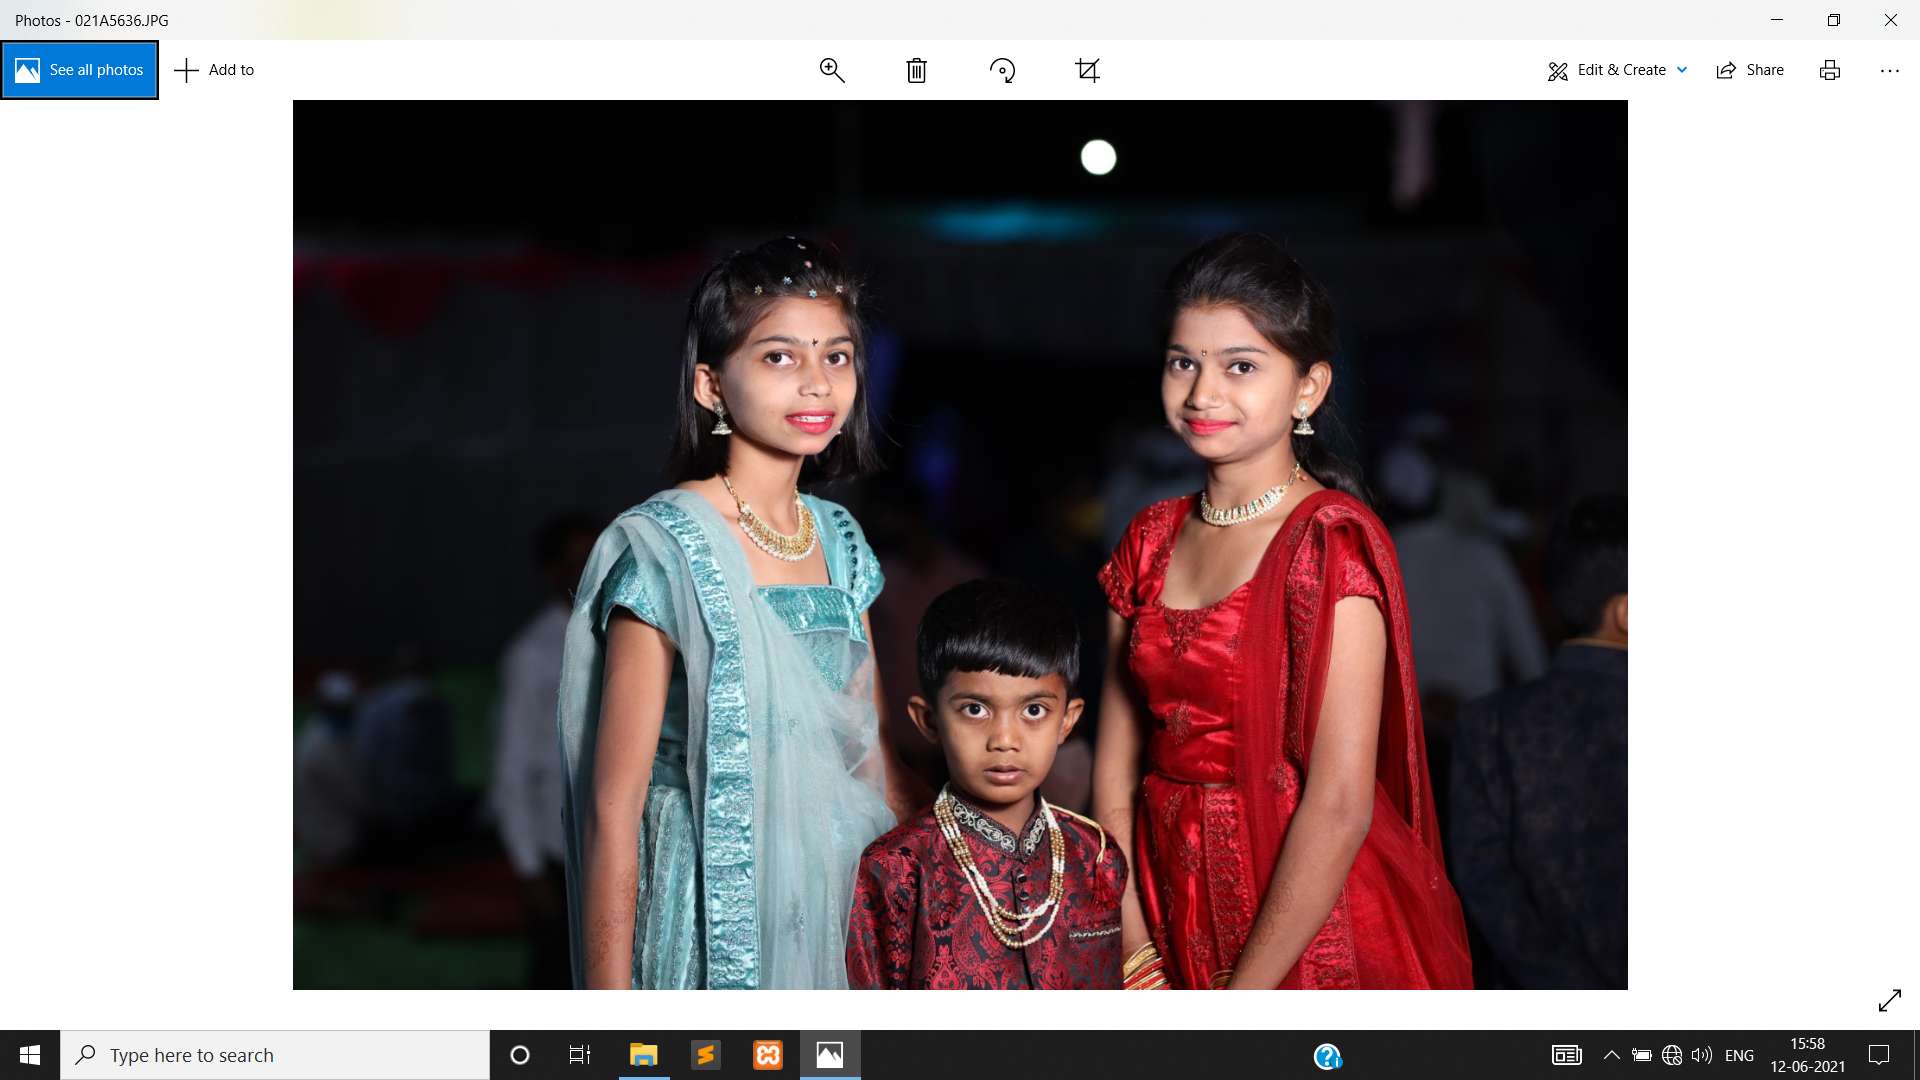 Photos - 021A5636.JPG
See all photos
Add to
Edit & Create
Share
Type here to search
ENG
15:58
12-06-2021